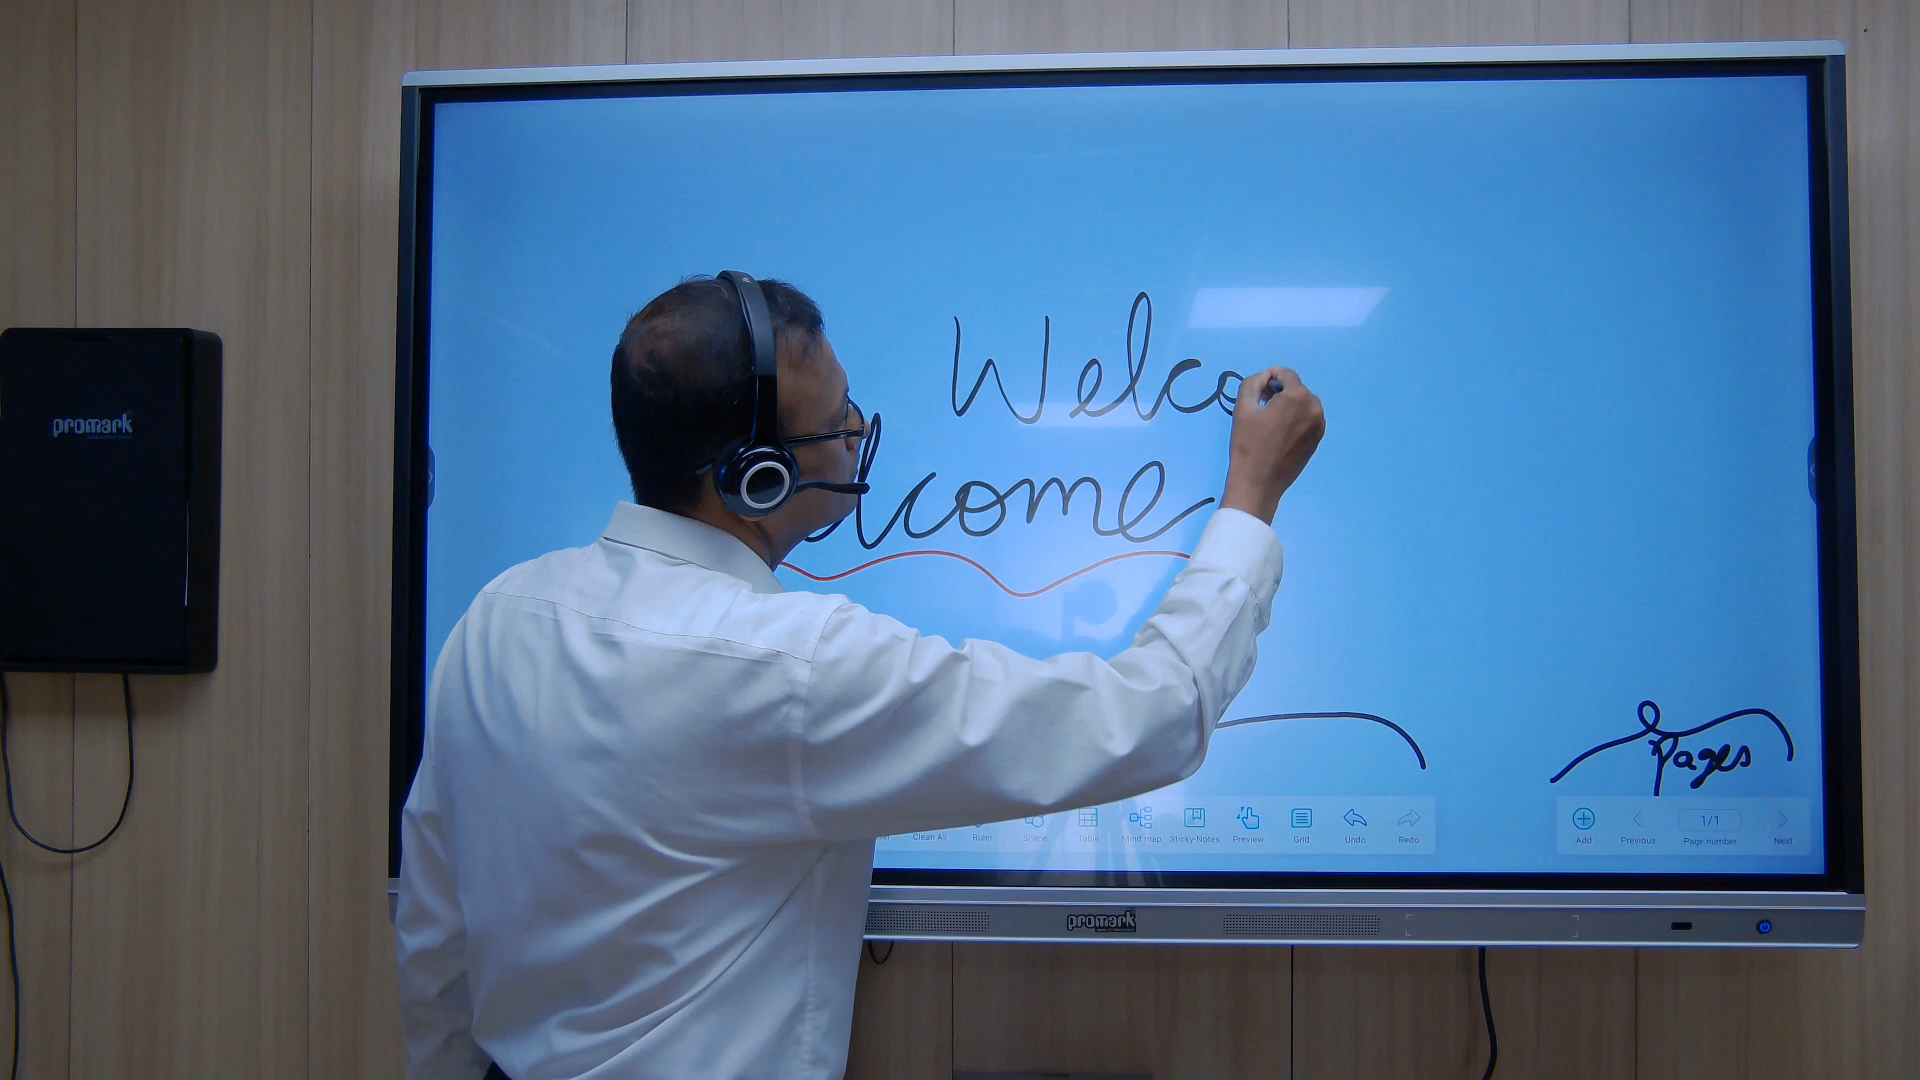 promark
Welco
lcome
Pages
Clean All Ruler Shape Table Mind map Sticky-Notes Preview Grid Undo Redo
Add Previous 1/1 Page number Next
promark